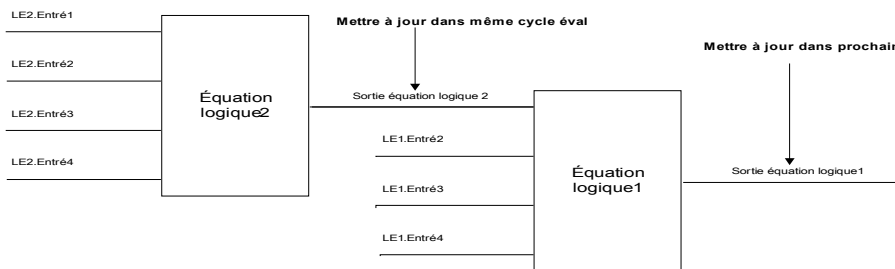 LE2.Entré1
Mettre à jour dans même cycle éval
LE2.Entré2
Mettre à jour dans prochain
Équation
logique2
Sortie équation logique 2
LE2.Entré3
LE1.Entré2
LE2.Entré4
Équation
logique1
Sortie équation logique1
LE1.Entré3
LE1.Entré4